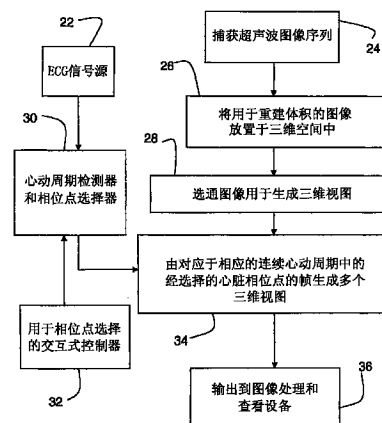 22
ECG信号源
捕获超声波图像序列
24
26
将用于重建体积的图像
放置于三维空间中
28
选通图像用于生成三维视图
30
心动周期检测器
和相位点选择器
由对应于相应的连续心动周期中的
经选择的心脏相位点的帧生成多个
三维视图
34
用于相位点选择
的交互式控制器
32
36
输出到图像处理和
查看设备